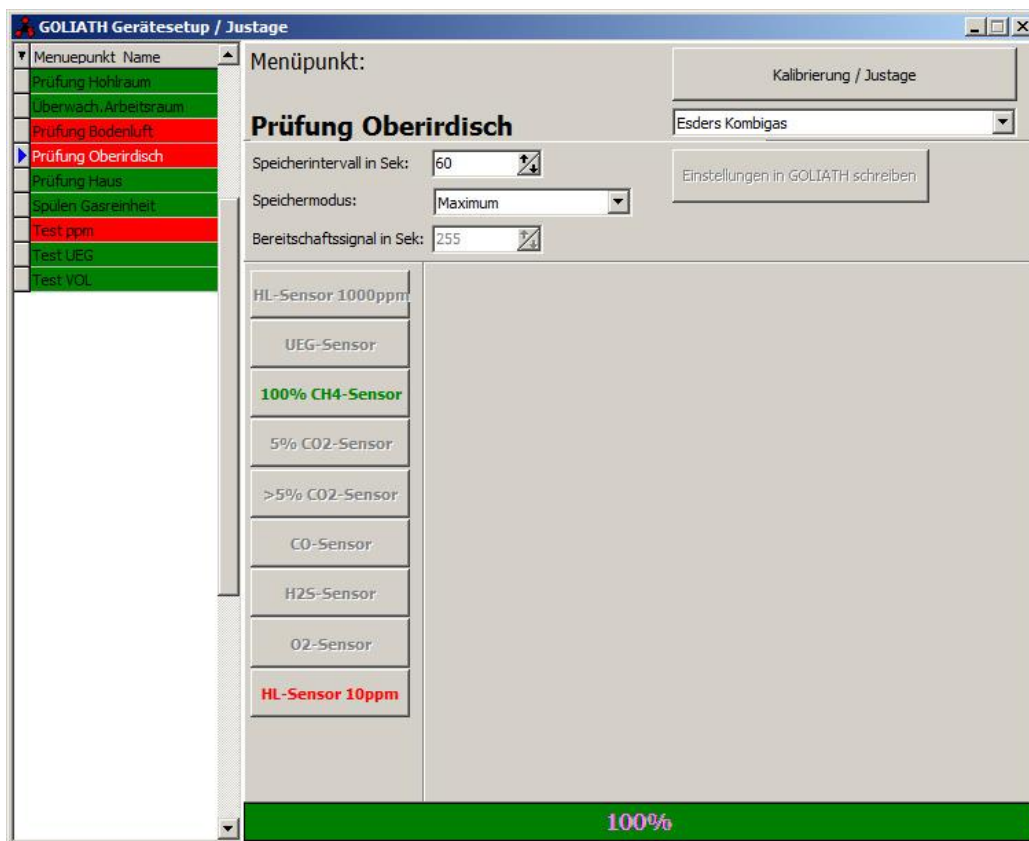 GOLIATH Gerätesetup / Justage
Menuepunkt Name
Prüfung Hohlraum
Überwach.Arbeitsraum
Prüfung Bodenluft
Prüfung Oberirdisch
Prüfung Haus
Spülen Gasreinheit
Test ppm
Test UEG
Test VOL
Menüpunkt:
Prüfung Oberirdisch
Kalibrierung / Justage
Esders Kombigas
Speicherintervall in Sek: 60
Speichermodus: Maximum
Bereitschaftssignal in Sek: 255
Einstellungen in GOLIATH schreiben
HL-Sensor 1000ppm
UEG-Sensor
100% CH4-Sensor
5% CO2-Sensor
>5% CO2-Sensor
CO-Sensor
H2S-Sensor
O2-Sensor
HL-Sensor 10ppm
100%